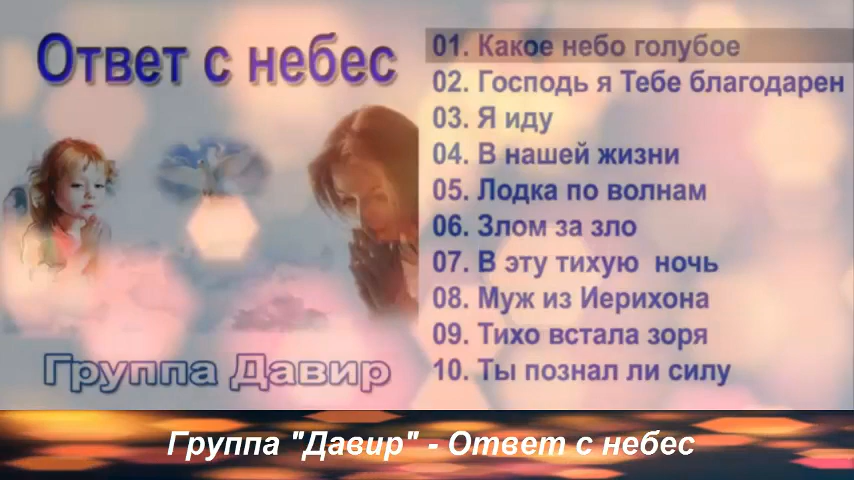 Ответ с небес
Группа Давир
01. Какое небо голубое
02. Господь я Тебе благодарен
03. Я иду
04. В нашей жизни
05. Лодка по волнам
06. Злом за зло
07. В эту тихую ночь
08. Муж из Иерихона
09. Тихо встала зоря
10. Ты познал ли силу
Группа "Давир" - Ответ с небес